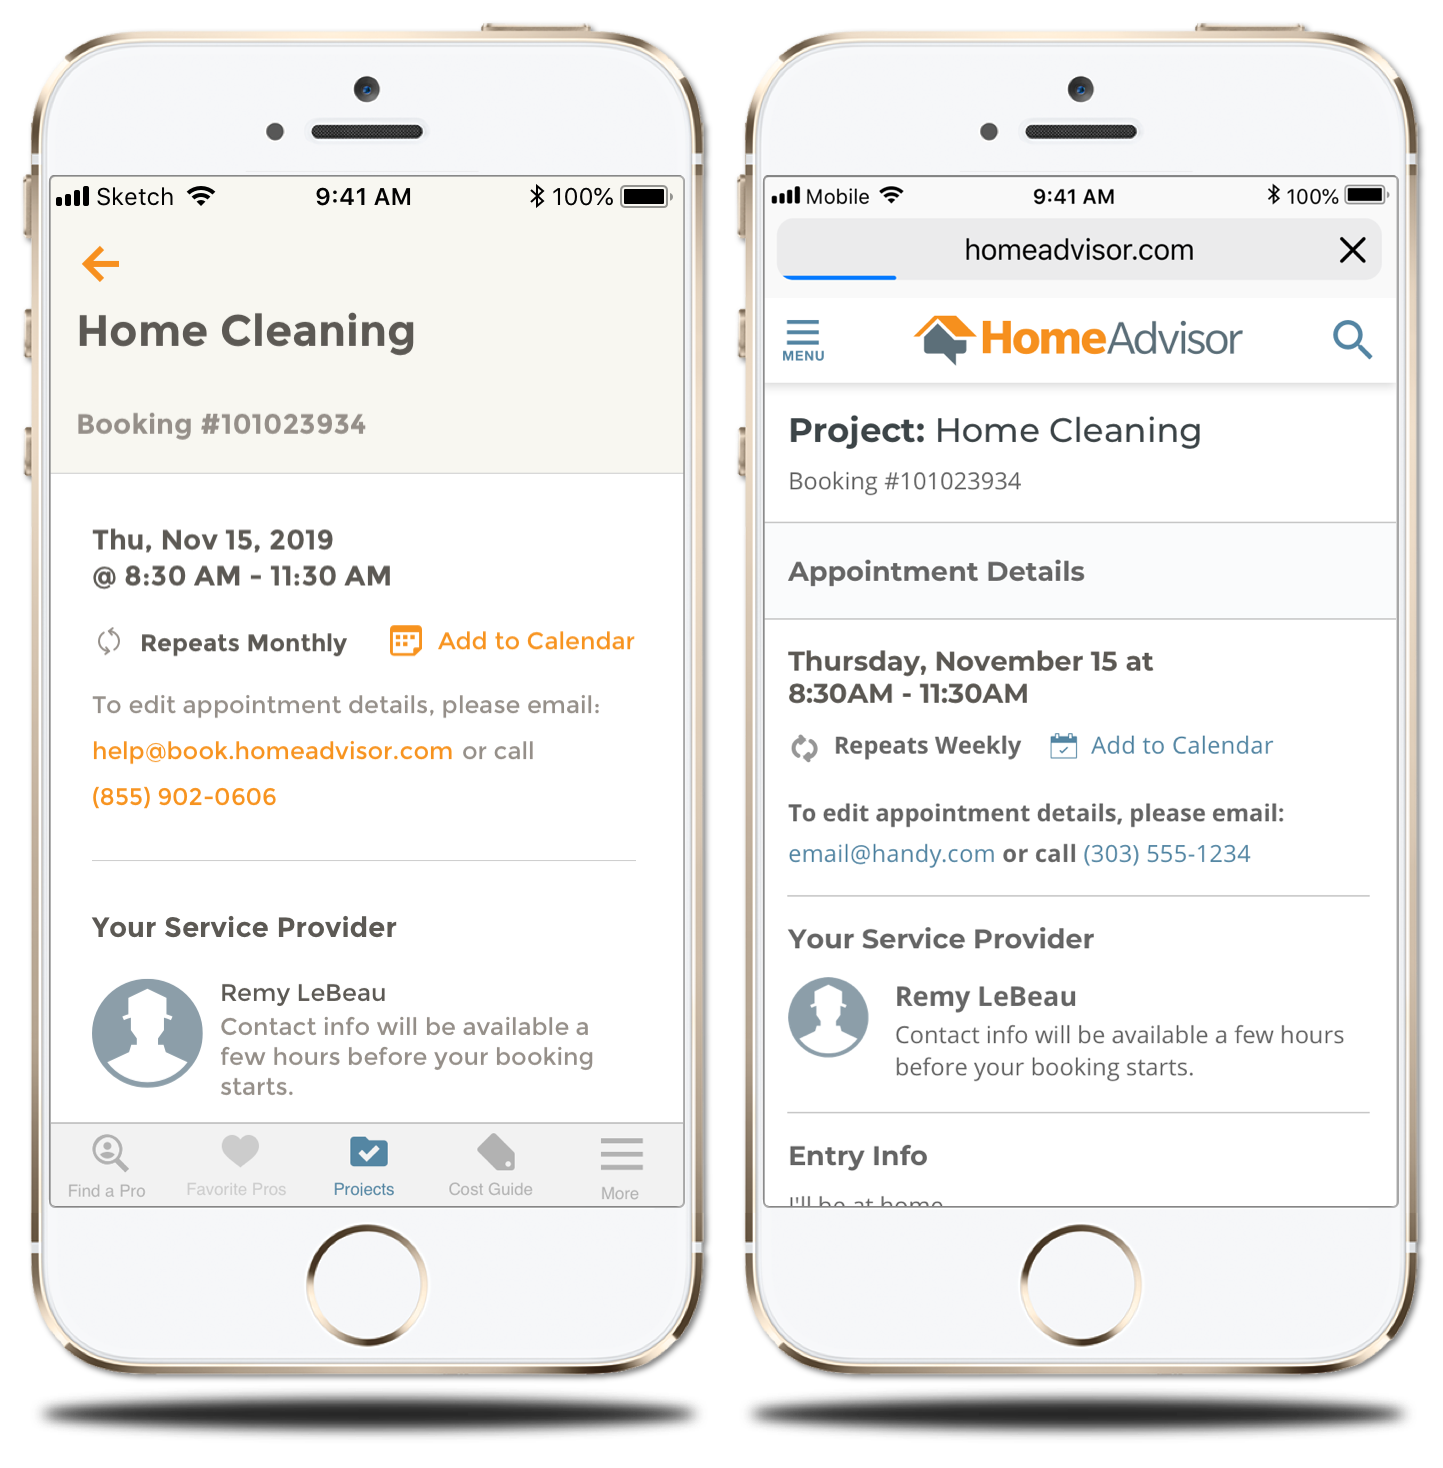 Sketch 9:41 AM 100%
Home Cleaning
Booking #101023934
Thu, Nov 15, 2019
@ 8:30 AM - 11:30 AM
Repeats Monthly Add to Calendar
To edit appointment details, please email:
help@book.homeadvisor.com or call
(855) 902-0606
Your Service Provider
Remy LeBeau
Contact info will be available a
few hours before your booking
starts.
Find a Pro Favorite Pros Projects Cost Guide More
Mobile 9:41 AM 100%
homeadvisor.com
MENU HomeAdvisor
Project: Home Cleaning
Booking #101023934
Appointment Details
Thursday, November 15 at
8:30AM - 11:30AM
Repeats Weekly Add to Calendar
To edit appointment details, please email:
email@handy.com or call (303) 555-1234
Your Service Provider
Remy LeBeau
Contact info will be available a few hours
before your booking starts.
Entry Info
I'll be at home